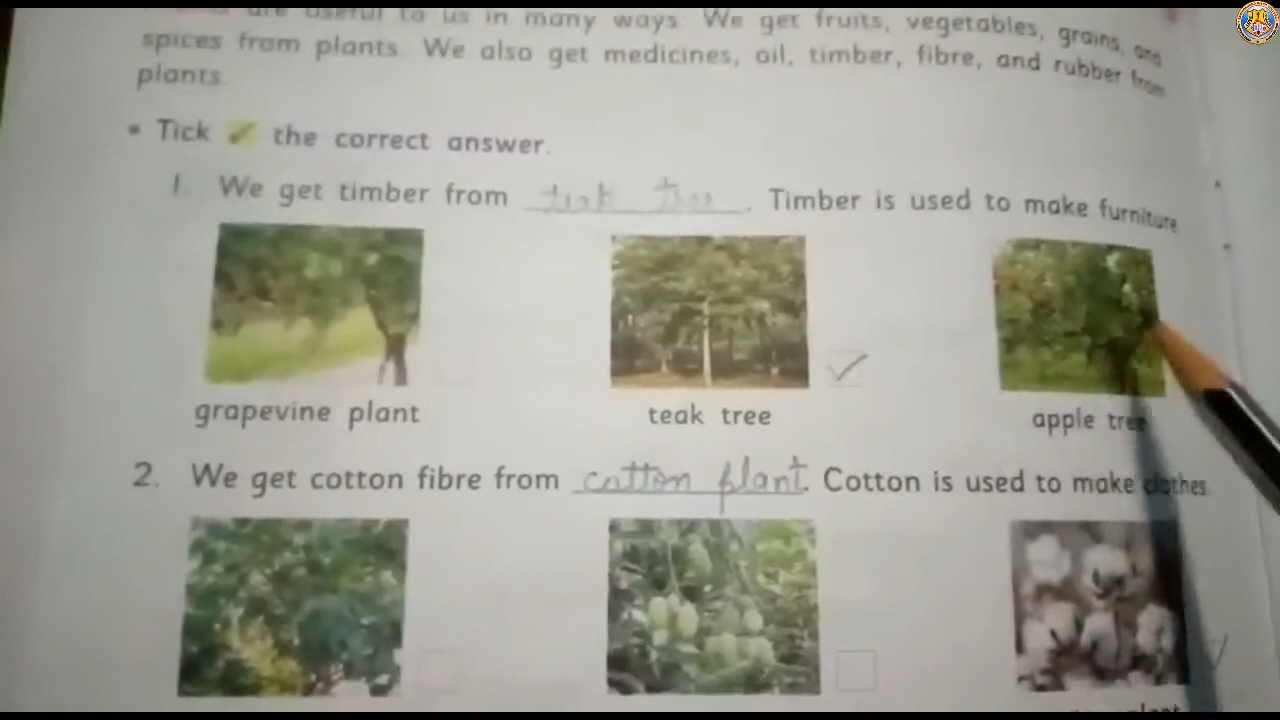 are useful to us in many ways. We get fruits, vegetables, grains, and
spices from plants. We also get medicines, oil, timber, fibre, and rubber from
plants.
Tick ✓ the correct answer.
1. We get timber from teak tree. Timber is used to make furniture
grapevine plant
teak tree
apple tree
2. We get cotton fibre from cotton plant. Cotton is used to make clothes.
plant